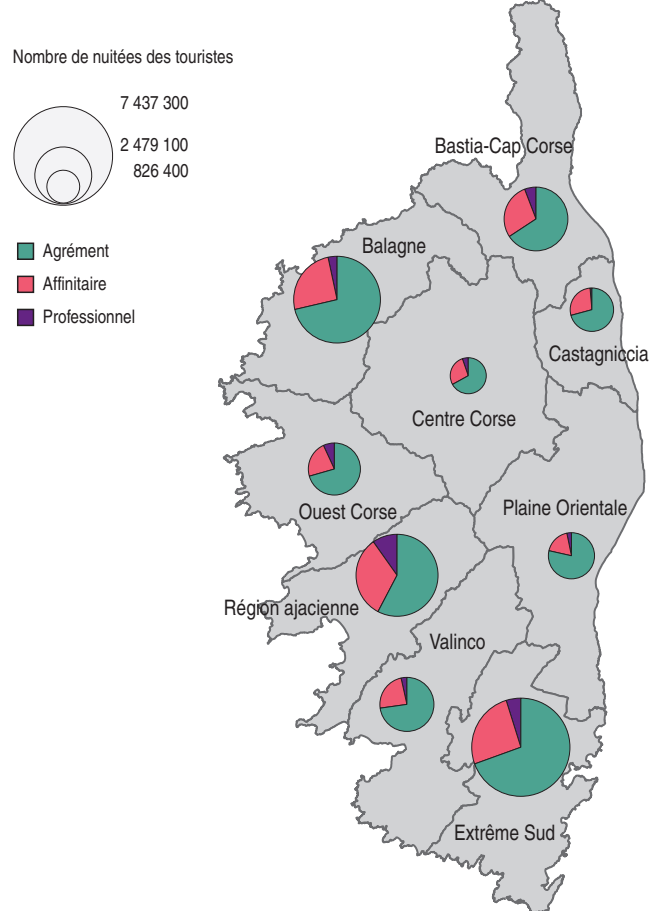 Nombre de nuitées des touristes
7 437 300
2 479 100
826 400
Agrément
Affinitaire
Professionnel
Bastia-Cap Corse
Balagne
Castagniccia
Centre Corse
Ouest Corse
Plaine Orientale
Région ajacienne
Valinco
Extrême Sud